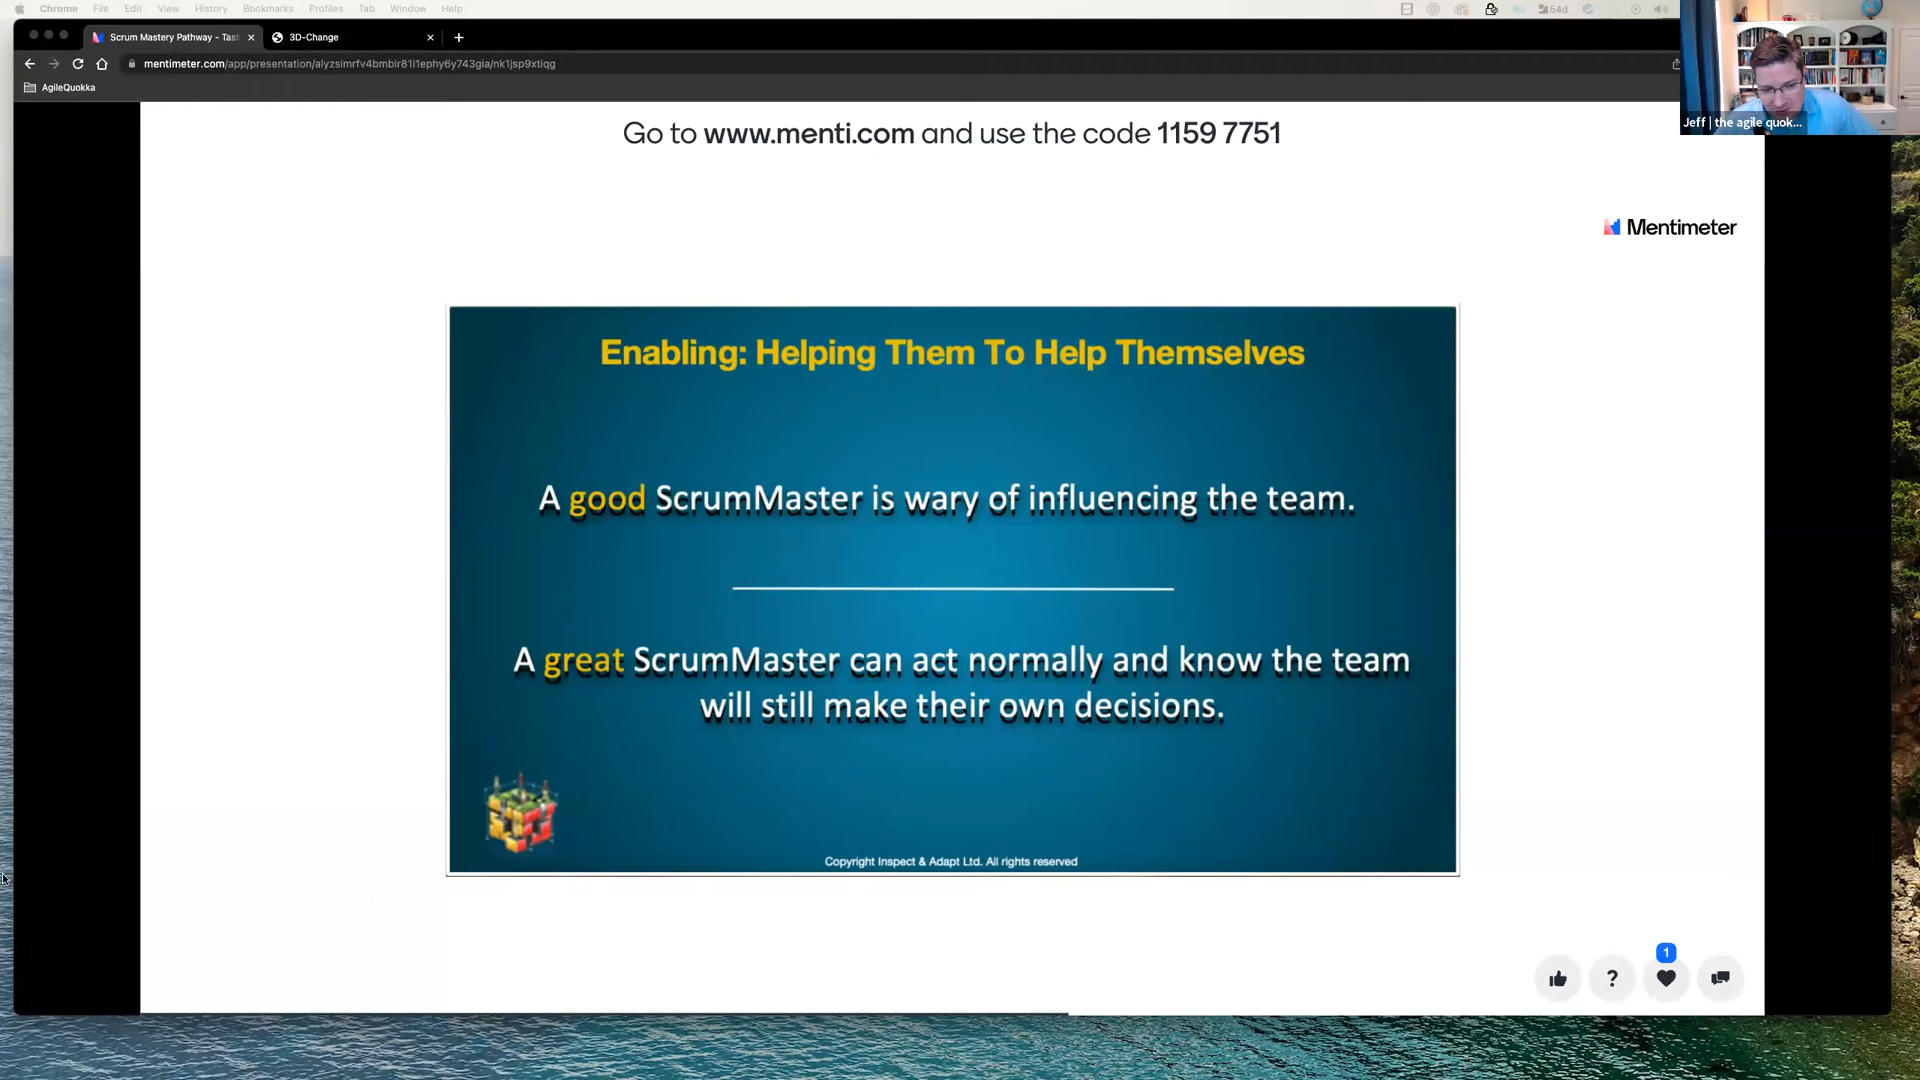 Chrome File Edit View History Bookmarks Profiles Tab Window Help
54d
Scrum Mastery Pathway - Tast
3D-Change
mentimeter.com/app/presentation/alyzsimrfv4bmbir81i1ephy6y743gia/nk1jsp9xtiqg
AgileQuokka
Jeff | the agile quok...
Go to www.menti.com and use the code 1159 7751
Mentimeter
Enabling: Helping Them To Help Themselves
A good ScrumMaster is wary of influencing the team.
A great ScrumMaster can act normally and know the team
will still make their own decisions.
Copyright Inspect & Adapt Ltd. All rights reserved
1
?